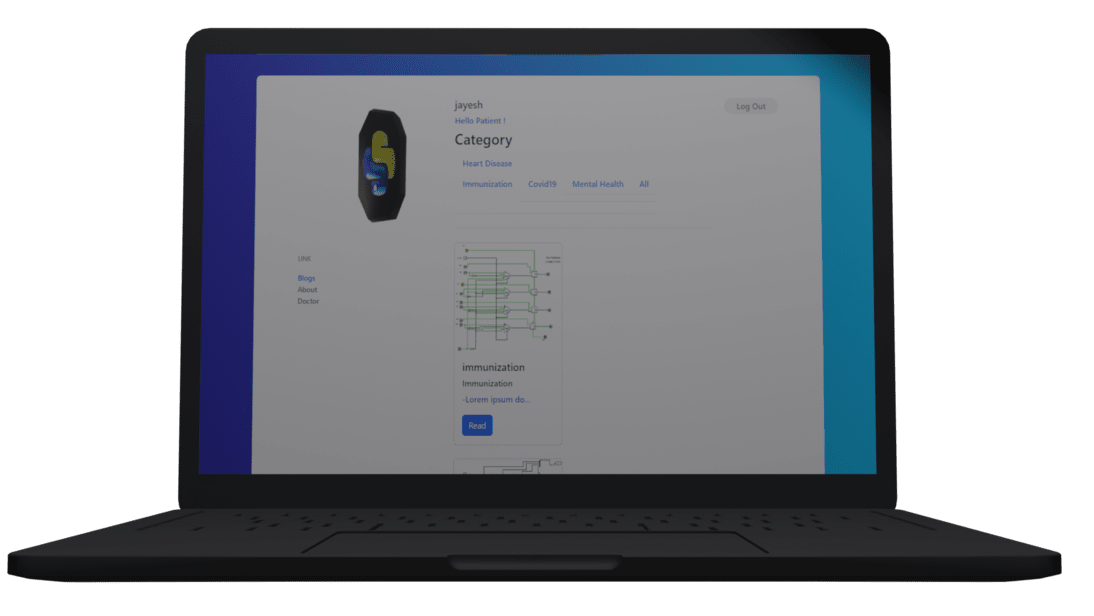 jayesh
Log Out
Hello Patient !
Category
Heart Disease
Immunization Covid19 Mental Health All
LINK
Blogs
About
Doctor
immunization
Immunization
-Lorem ipsum do...
Read